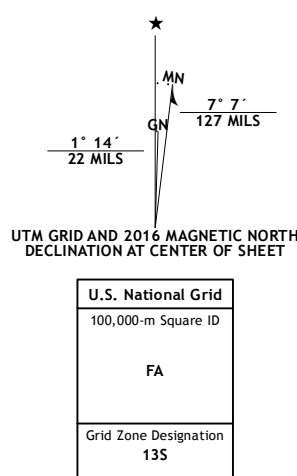 ★
MN
GN
7° 7´
127 MILS
1° 14´
22 MILS
UTM GRID AND 2016 MAGNETIC NORTH
DECLINATION AT CENTER OF SHEET
U.S. National Grid
100,000-m Square ID
FA
Grid Zone Designation
13S